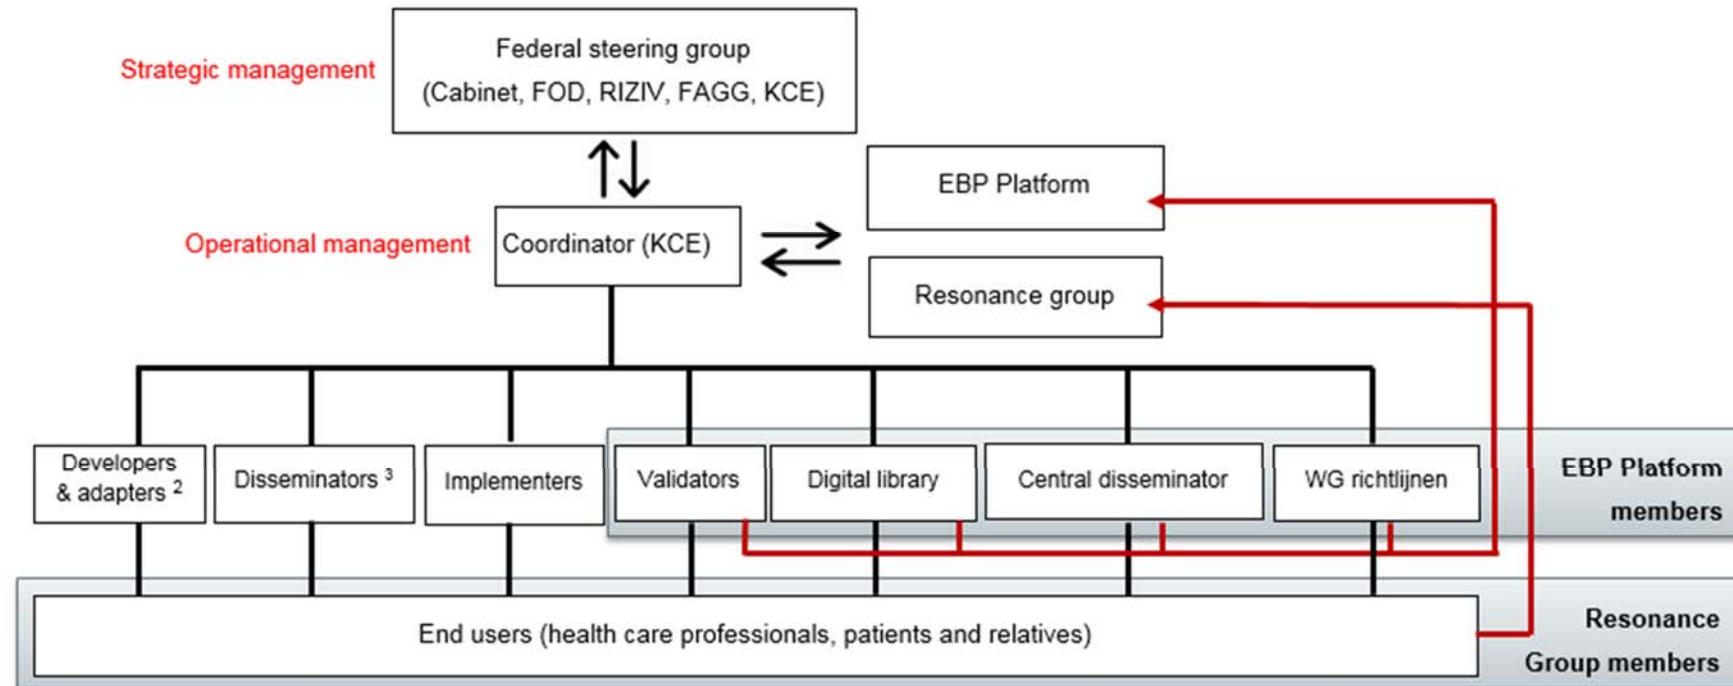 Strategic management
Federal steering group
(Cabinet, FOD, RIZIV, FAGG, KCE)
EBP Platform
Operational management
Coordinator (KCE)
Resonance group
Developers
& adapters 2
Disseminators 3
Implementers
Validators
Digital library
Central disseminator
WG richtlijnen
EBP Platform
members
End users (health care professionals, patients and relatives)
Resonance
Group members